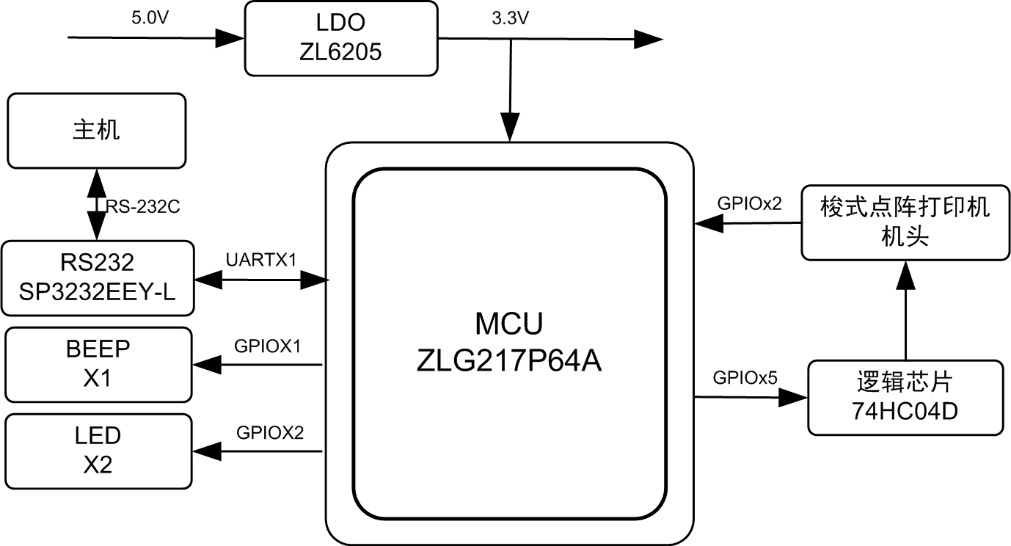 5.0V
LDO
ZL6205
3.3V
主机
RS-232C
RS232
SP3232EEY-L
UARTX1
BEEP
X1
GPIOX1
LED
X2
GPIOX2
MCU
ZLG217P64A
GPIOx2
梭式点阵打印机
机头
GPIOx5
逻辑芯片
74HC04D